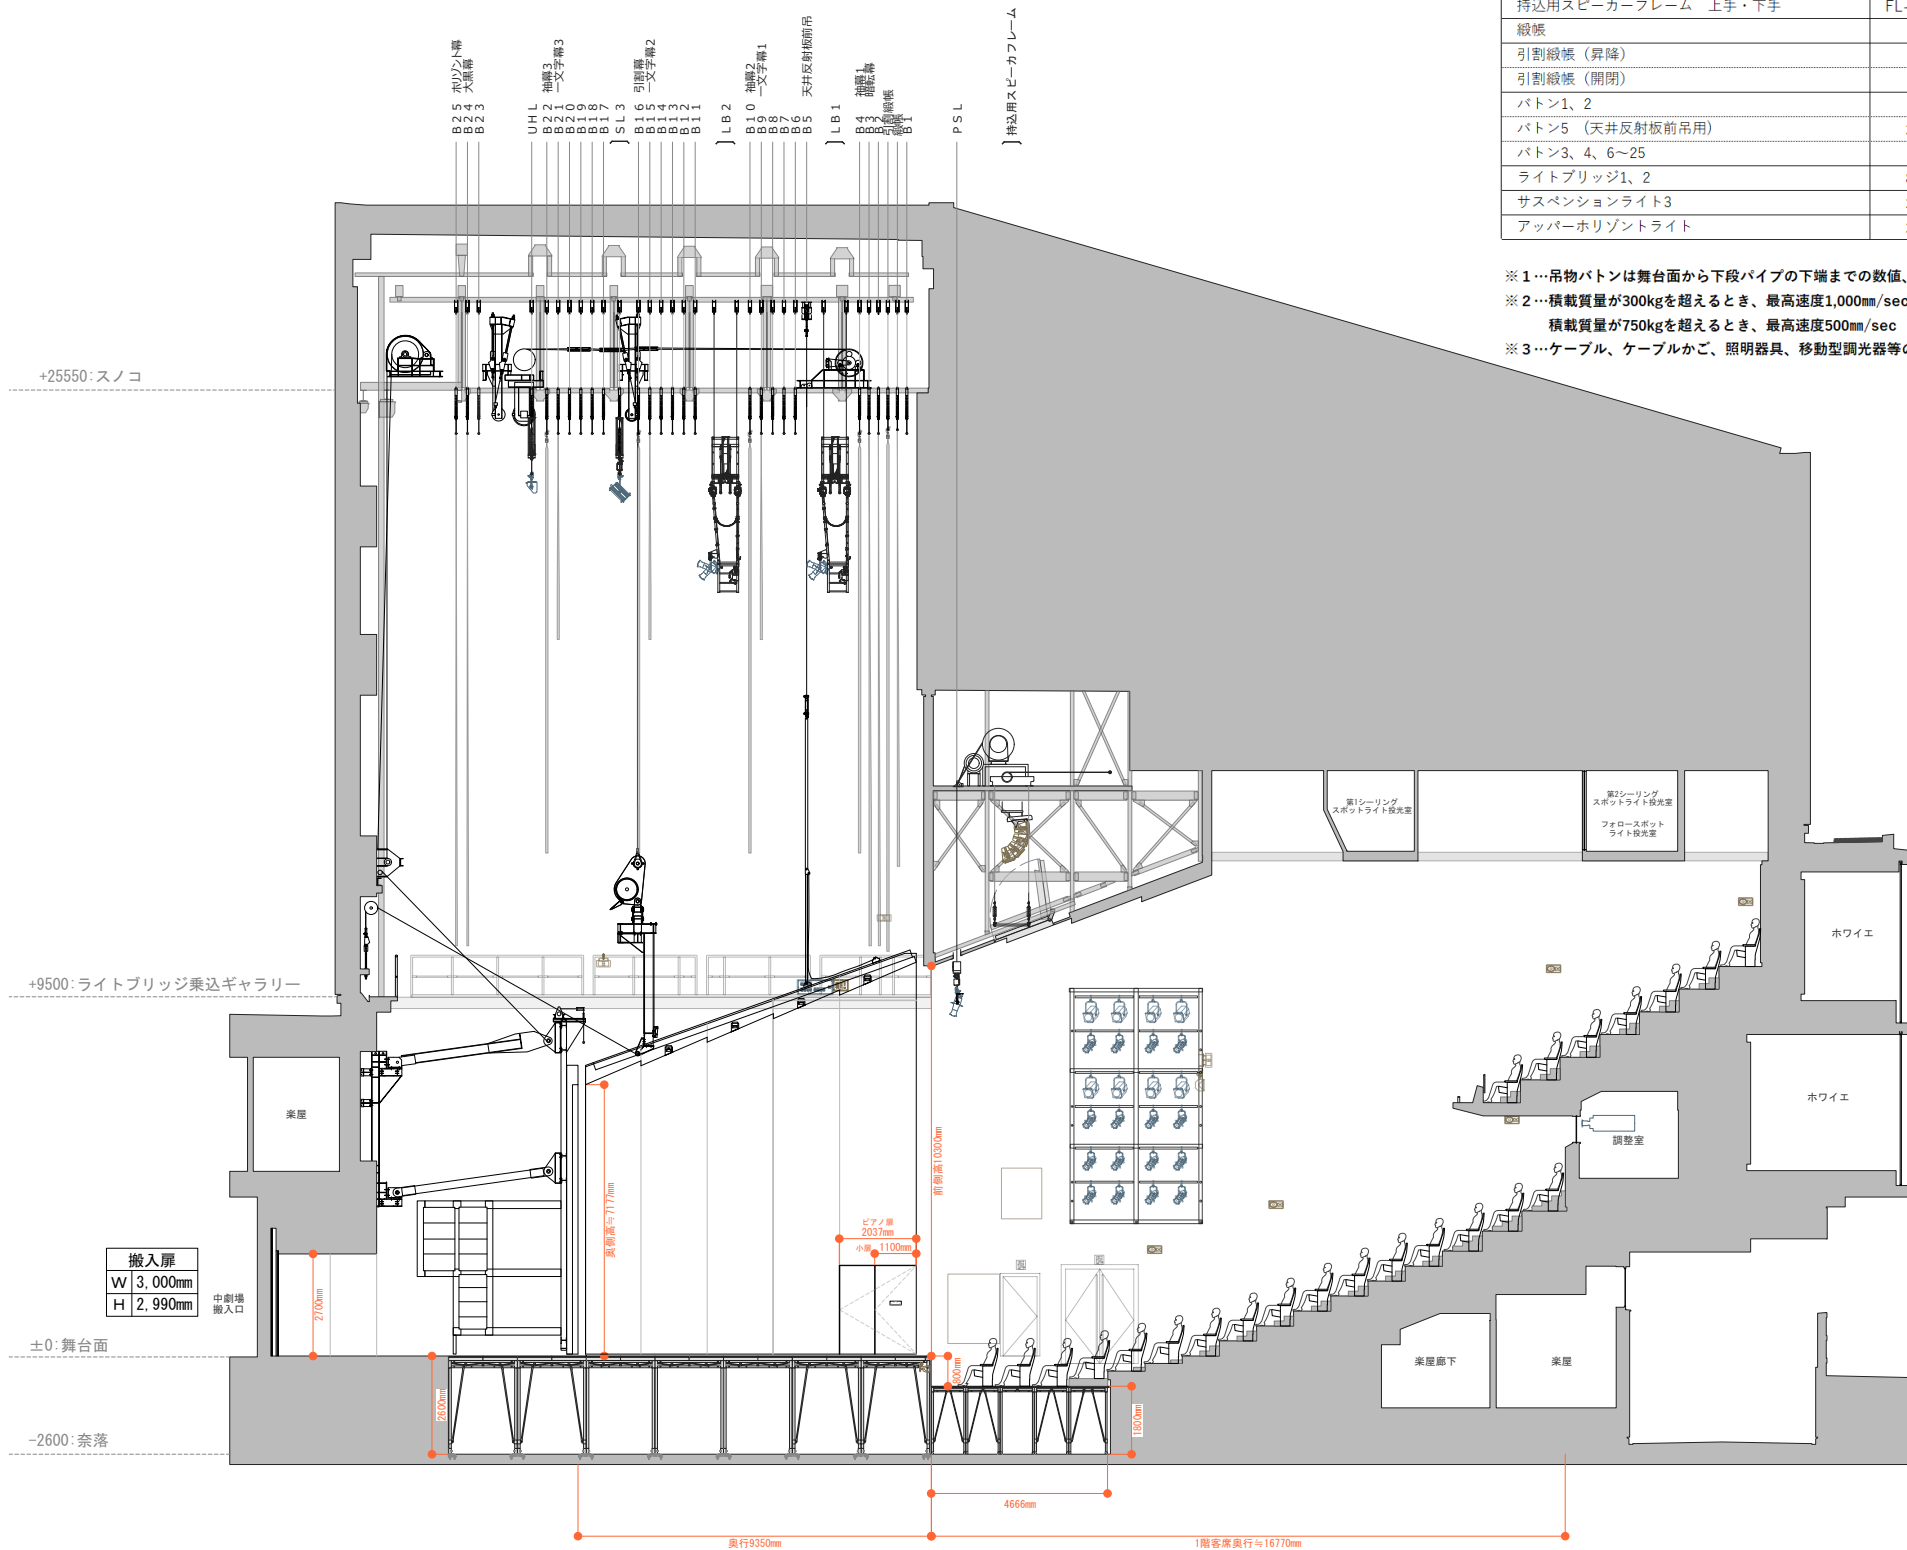 持込用スピーカーフレーム　上手・下手
緞帳
引割緞帳（昇降）
引割緞帳（開閉）
バトン1、2
バトン5　（天井反射板前吊用）
バトン3、4、6～25
ライトブリッジ1、2
サスペンションライト3
アッパーホリゾントライト
FL-
※１…吊物バトンは舞台面から下段パイプの下端までの数値、
※２…積載質量が300kgを超えるとき、最高速度1,000㎜/sec
積載質量が750kgを超えるとき、最高速度500㎜/sec
※３…ケーブル、ケーブルかご、照明器具、移動型調光器等の
B25 ホリゾント幕
B24 大黒幕
B23
UHL
B22 袖幕3
B21 一文字幕3
B20
B19
B18
B17
SL3
B16 引割幕
B15 一文字幕2
B14
B13
B12
B11
LB2
B10 袖幕2
B9 一文字幕1
B8
B7
B6
B5 天井反射板前吊
LB1
B4 袖幕1
B3 暗転幕
B2
引割緞帳
緞帳
B1
PSL
持込用スピーカフレーム
+25550:スノコ
+9500:ライトブリッジ乗込ギャラリー
±0:舞台面
-2600:奈落
第1シーリング
スポットライト投光室
第2シーリング
スポットライト投光室
フォロースポット
ライト投光室
ホワイエ
ホワイエ
調整室
楽屋
楽屋廊下
楽屋
搬入扉
W 3,000mm
H 2,990mm
中劇場
搬入口
2700mm
2600mm
奥側高≒7177mm
前側高10300mm
ピアノ扉
2037mm
小扉 1100mm
800mm
1800mm
4666mm
奥行9350mm
1階客席奥行≒16770mm